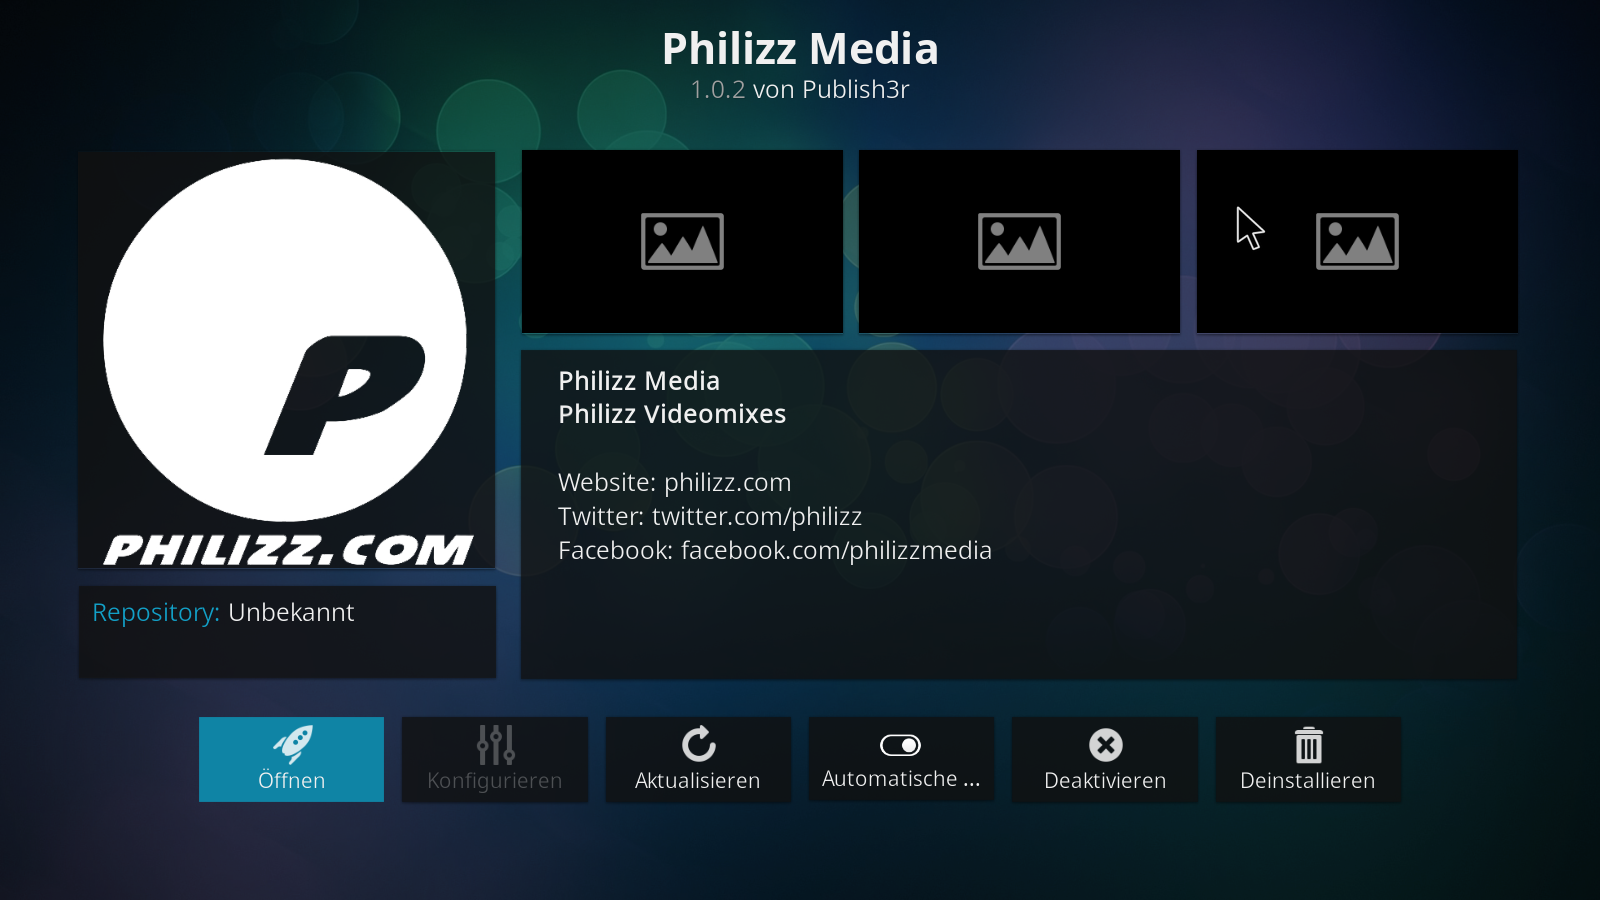 Philizz Media
1.0.2 von Publish3r
P
PHILIZZ.COM
Repository: Unbekannt
Philizz Media
Philizz Videomixes
Website: philizz.com
Twitter: twitter.com/philizz
Facebook: facebook.com/philizzmedia
Öffnen
Konfigurieren
Aktualisieren
Automatische ...
Deaktivieren
Deinstallieren